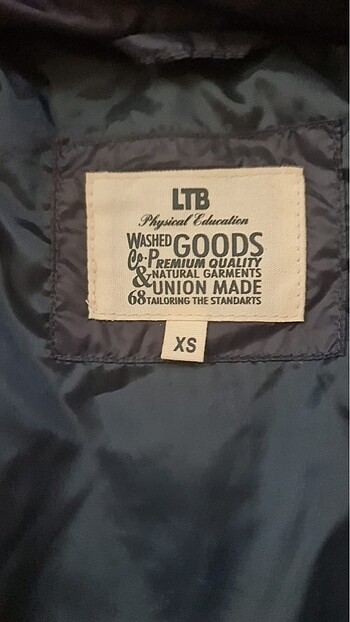 LTB
Physical Education
WASHED GOODS
Co-PREMIUM QUALITY
& NATURAL GARMENTS
UNION MADE
68 TAILORING THE STANDARTS
XS